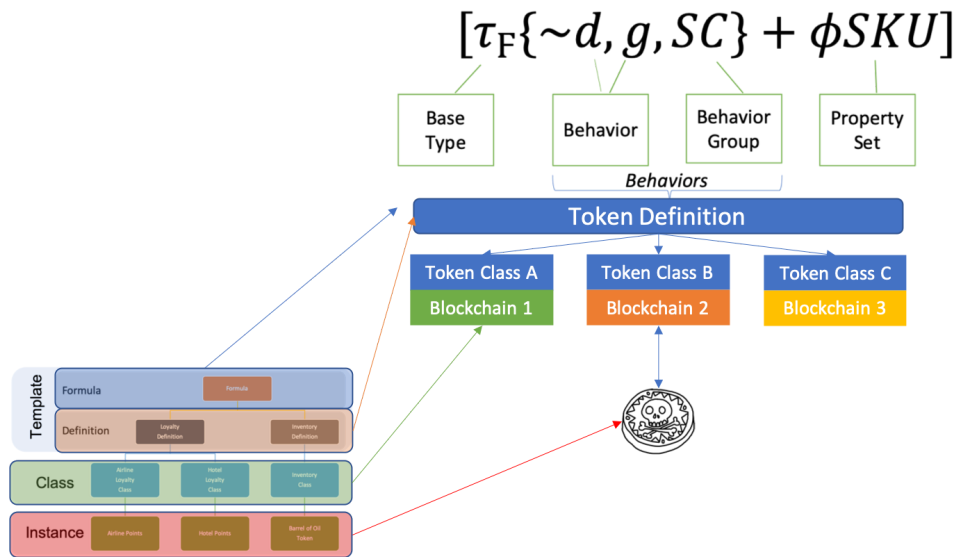 [τ_F{~d, g, SC} + ϕSKU]
Base
Type
Behavior
Behavior
Group
Property
Set
Behaviors
Token Definition
Token Class A
Token Class B
Token Class C
Blockchain 1
Blockchain 2
Blockchain 3
Template
Formula
Formula
Definition
Loyalty
Definition
Inventory
Definition
Class
Airline
Loyalty
Class
Hotel
Loyalty
Class
Inventory
Class
Instance
Airline Points
Hotel Points
Barrel of Oil
Token